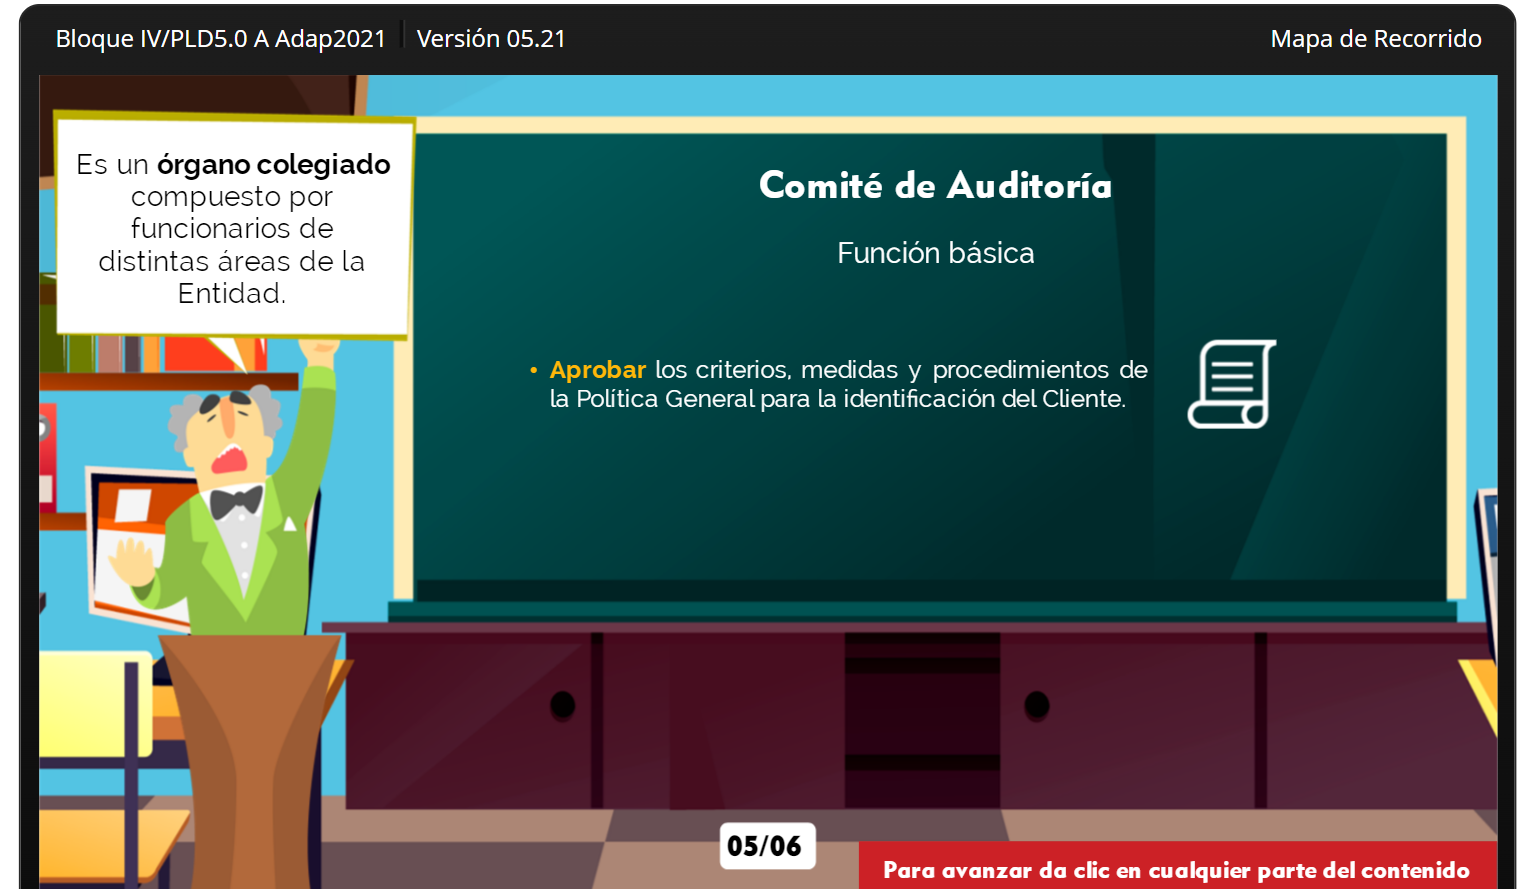 Bloque IV/PLD5.0 A Adap2021 Versión 05.21 Mapa de Recorrido
Es un órgano colegiado
compuesto por
funcionarios de
distintas áreas de la
Entidad.
Comité de Auditoría
Función básica
• Aprobar los criterios, medidas y procedimientos de
la Política General para la identificación del Cliente.
05/06
Para avanzar da clic en cualquier parte del contenido